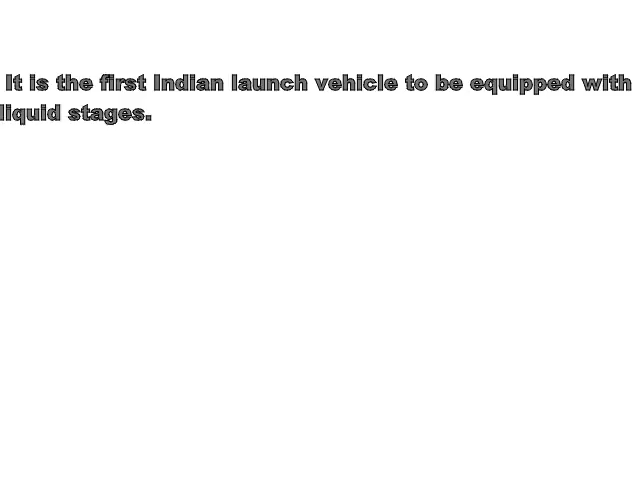 It is the first Indian launch vehicle to be equipped with
liquid stages.